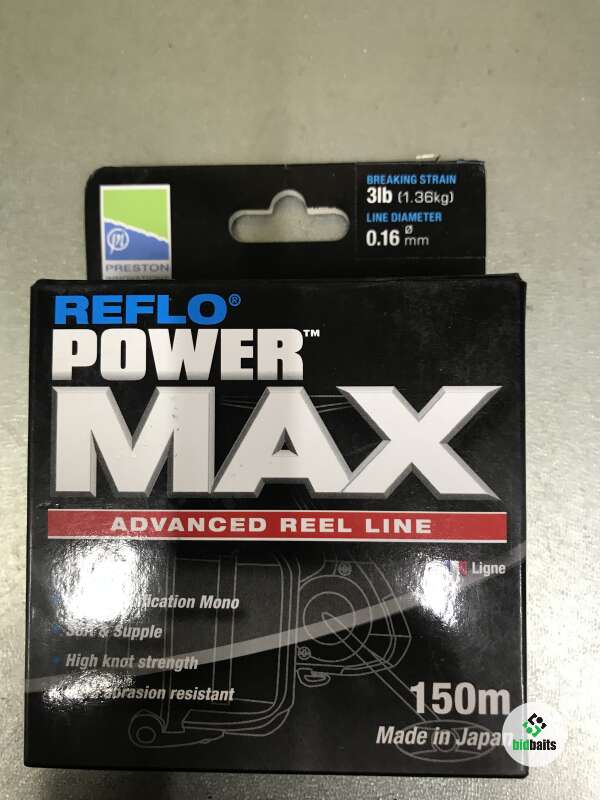 BREAKING STRAIN
3lb (1.36kg)
LINE DIAMETER
0.16 Ø mm
PRESTON
INNOVATIONS
REFLO®
POWER™
MAX
ADVANCED REEL LINE
Ligne
Mono
Soft & Supple
High knot strength
abrasion resistant
150m
Made in Japan
bidbaits